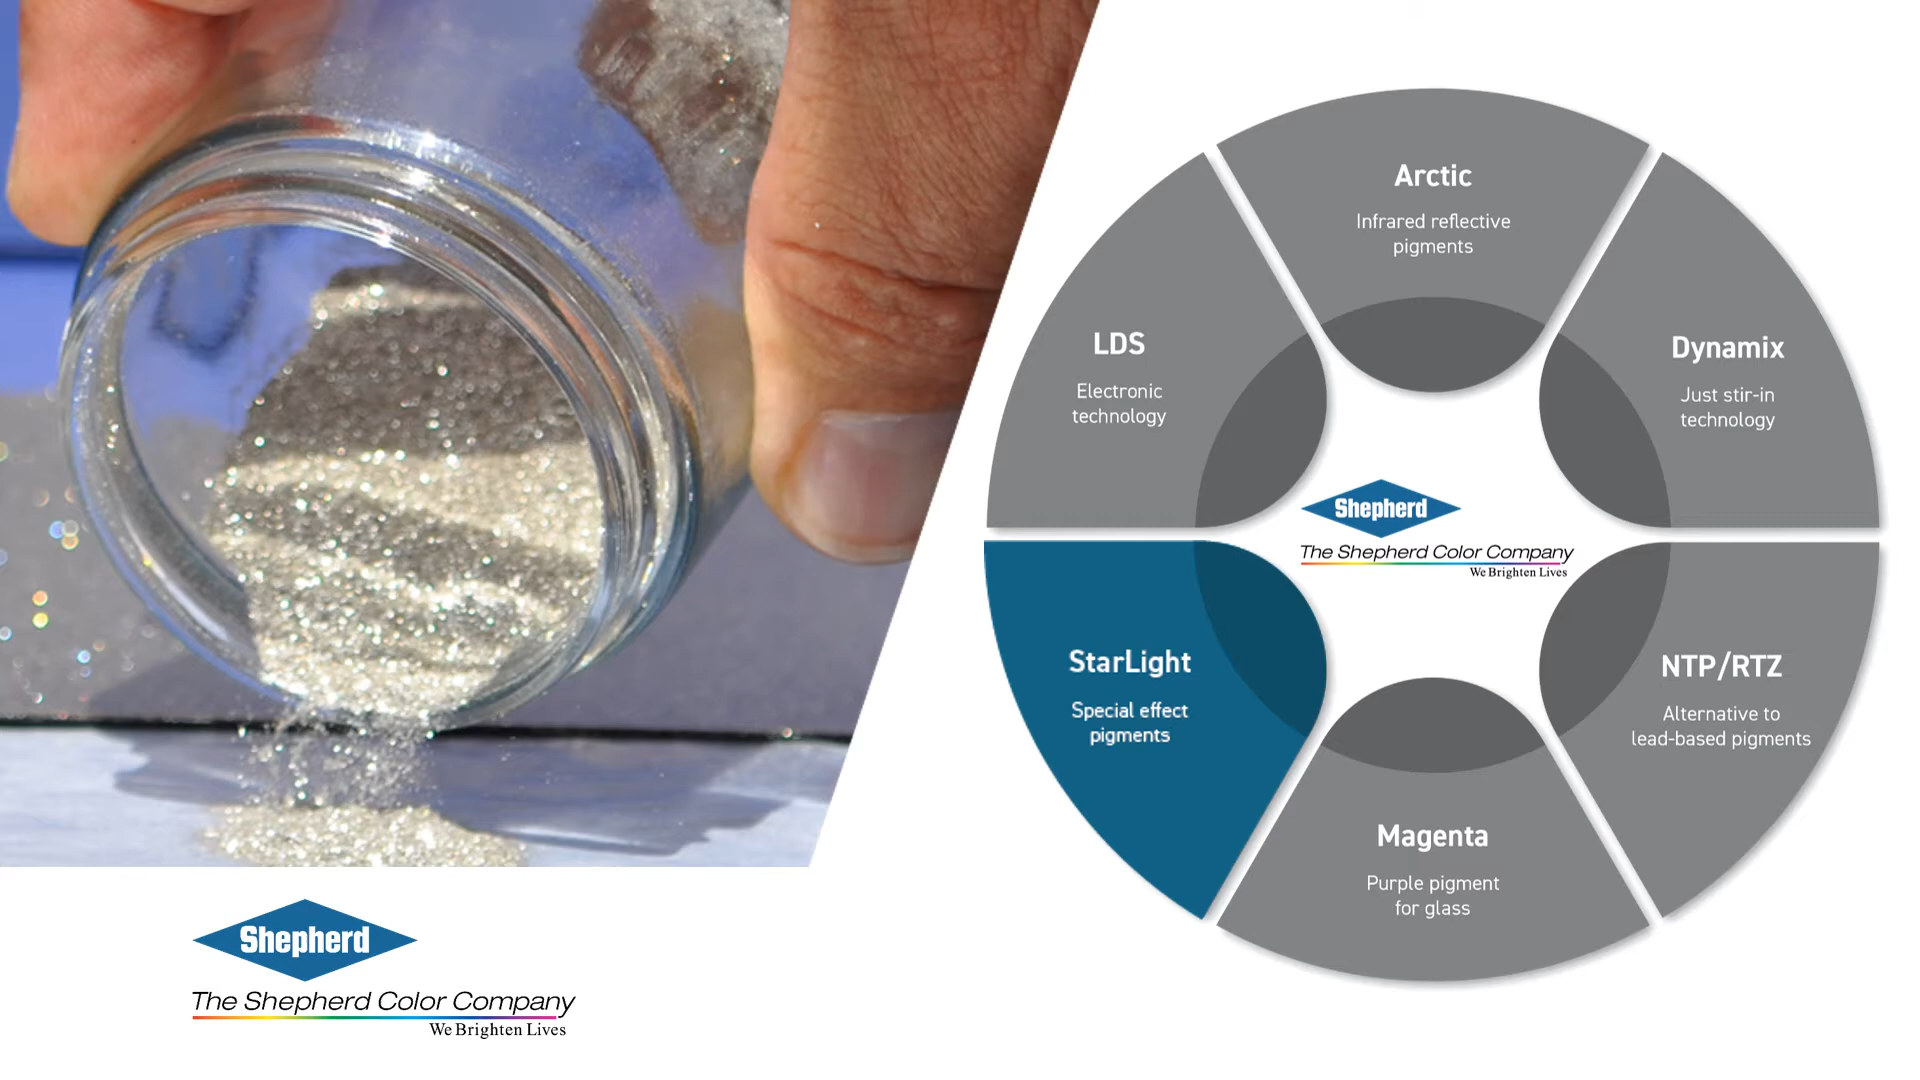 Arctic
Infrared reflective
pigments
LDS
Electronic
technology
Dynamix
Just stir-in
technology
Shepherd
The Shepherd Color Company
We Brighten Lives
StarLight
Special effect
pigments
NTP/RTZ
Alternative to
lead-based pigments
Magenta
Purple pigment
for glass
Shepherd
The Shepherd Color Company
We Brighten Lives